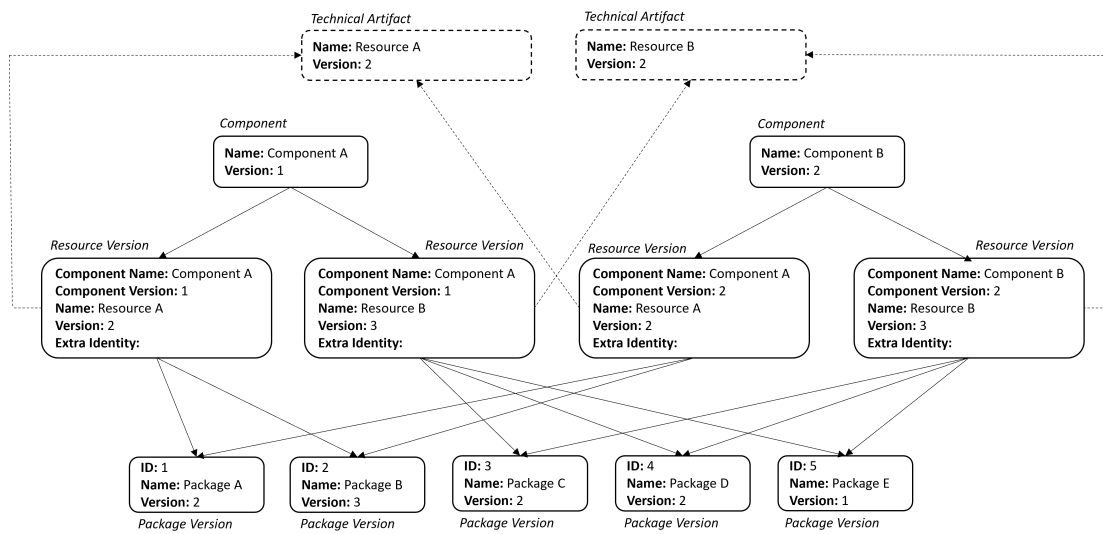 Technical Artifact
Name: Resource A
Version: 2
Technical Artifact
Name: Resource B
Version: 2
Component
Name: Component A
Version: 1
Component
Name: Component B
Version: 2
Resource Version
Component Name: Component A
Component Version: 1
Name: Resource A
Version: 2
Extra Identity:
Resource Version
Component Name: Component A
Component Version: 1
Name: Resource B
Version: 3
Extra Identity:
Resource Version
Component Name: Component A
Component Version: 2
Name: Resource A
Version: 2
Extra Identity:
Resource Version
Component Name: Component B
Component Version: 2
Name: Resource B
Version: 3
Extra Identity:
ID: 1
Name: Package A
Version: 2
Package Version
ID: 2
Name: Package B
Version: 3
Package Version
ID: 3
Name: Package C
Version: 2
Package Version
ID: 4
Name: Package D
Version: 2
Package Version
ID: 5
Name: Package E
Version: 1
Package Version